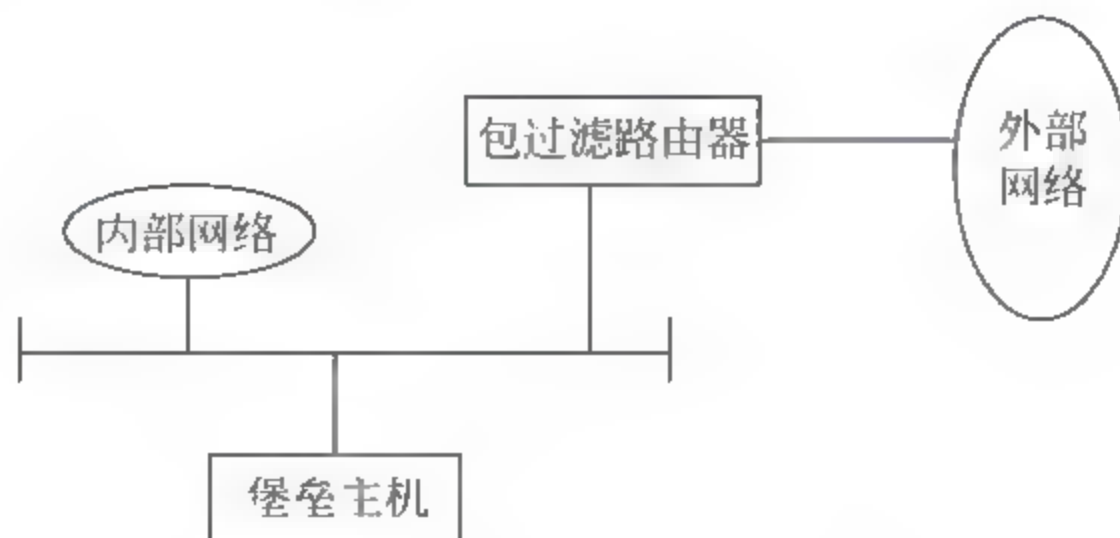 包过滤路由器
外部
网络
内部网络
堡垒主机